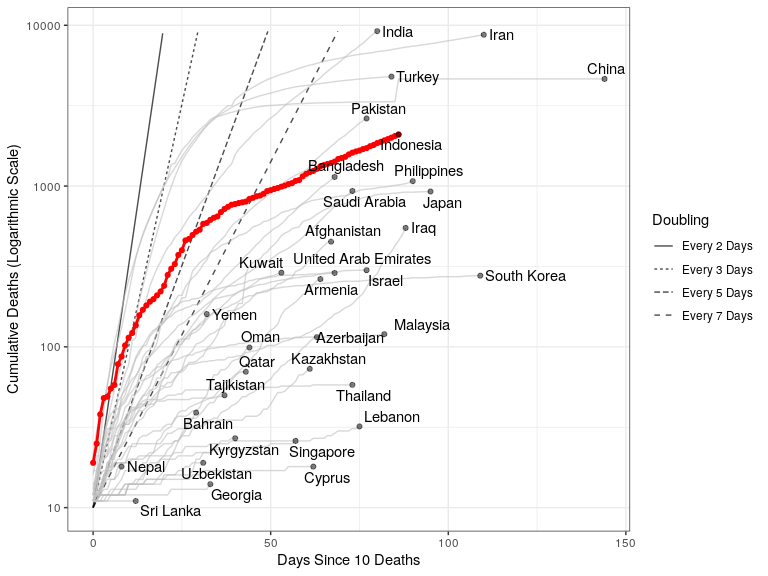 10000
India
Iran
China
Turkey
Pakistan
Indonesia
Bangladesh
Philippines
1000
Saudi Arabia
Japan
Afghanistan
Iraq
Kuwait
United Arab Emirates
South Korea
Israel
Armenia
Yemen
Malaysia
Oman
Azerbaijan
100
Qatar
Kazakhstan
Tajikistan
Thailand
Bahrain
Lebanon
Kyrgyzstan
Singapore
Nepal
Uzbekistan
Cyprus
Georgia
10
Sri Lanka
0
50
100
150
Days Since 10 Deaths
Cumulative Deaths (Logarithmic Scale)
Doubling
Every 2 Days
Every 3 Days
Every 5 Days
Every 7 Days